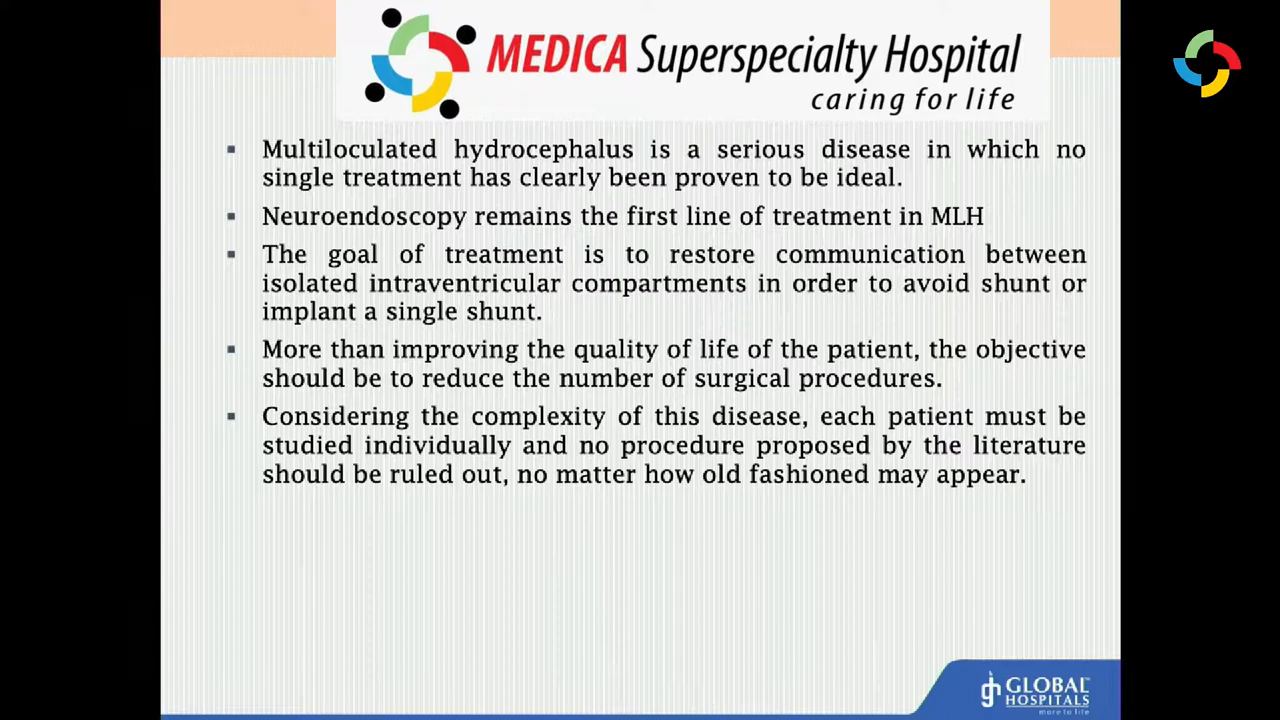 MEDICA Superspecialty Hospital
caring for life
▪ Multiloculated hydrocephalus is a serious disease in which no
single treatment has clearly been proven to be ideal.
▪ Neuroendoscopy remains the first line of treatment in MLH
▪ The goal of treatment is to restore communication between
isolated intraventricular compartments in order to avoid shunt or
implant a single shunt.
▪ More than improving the quality of life of the patient, the objective
should be to reduce the number of surgical procedures.
▪ Considering the complexity of this disease, each patient must be
studied individually and no procedure proposed by the literature
should be ruled out, no matter how old fashioned may appear.
GLOBAL
HOSPITALS
more to life